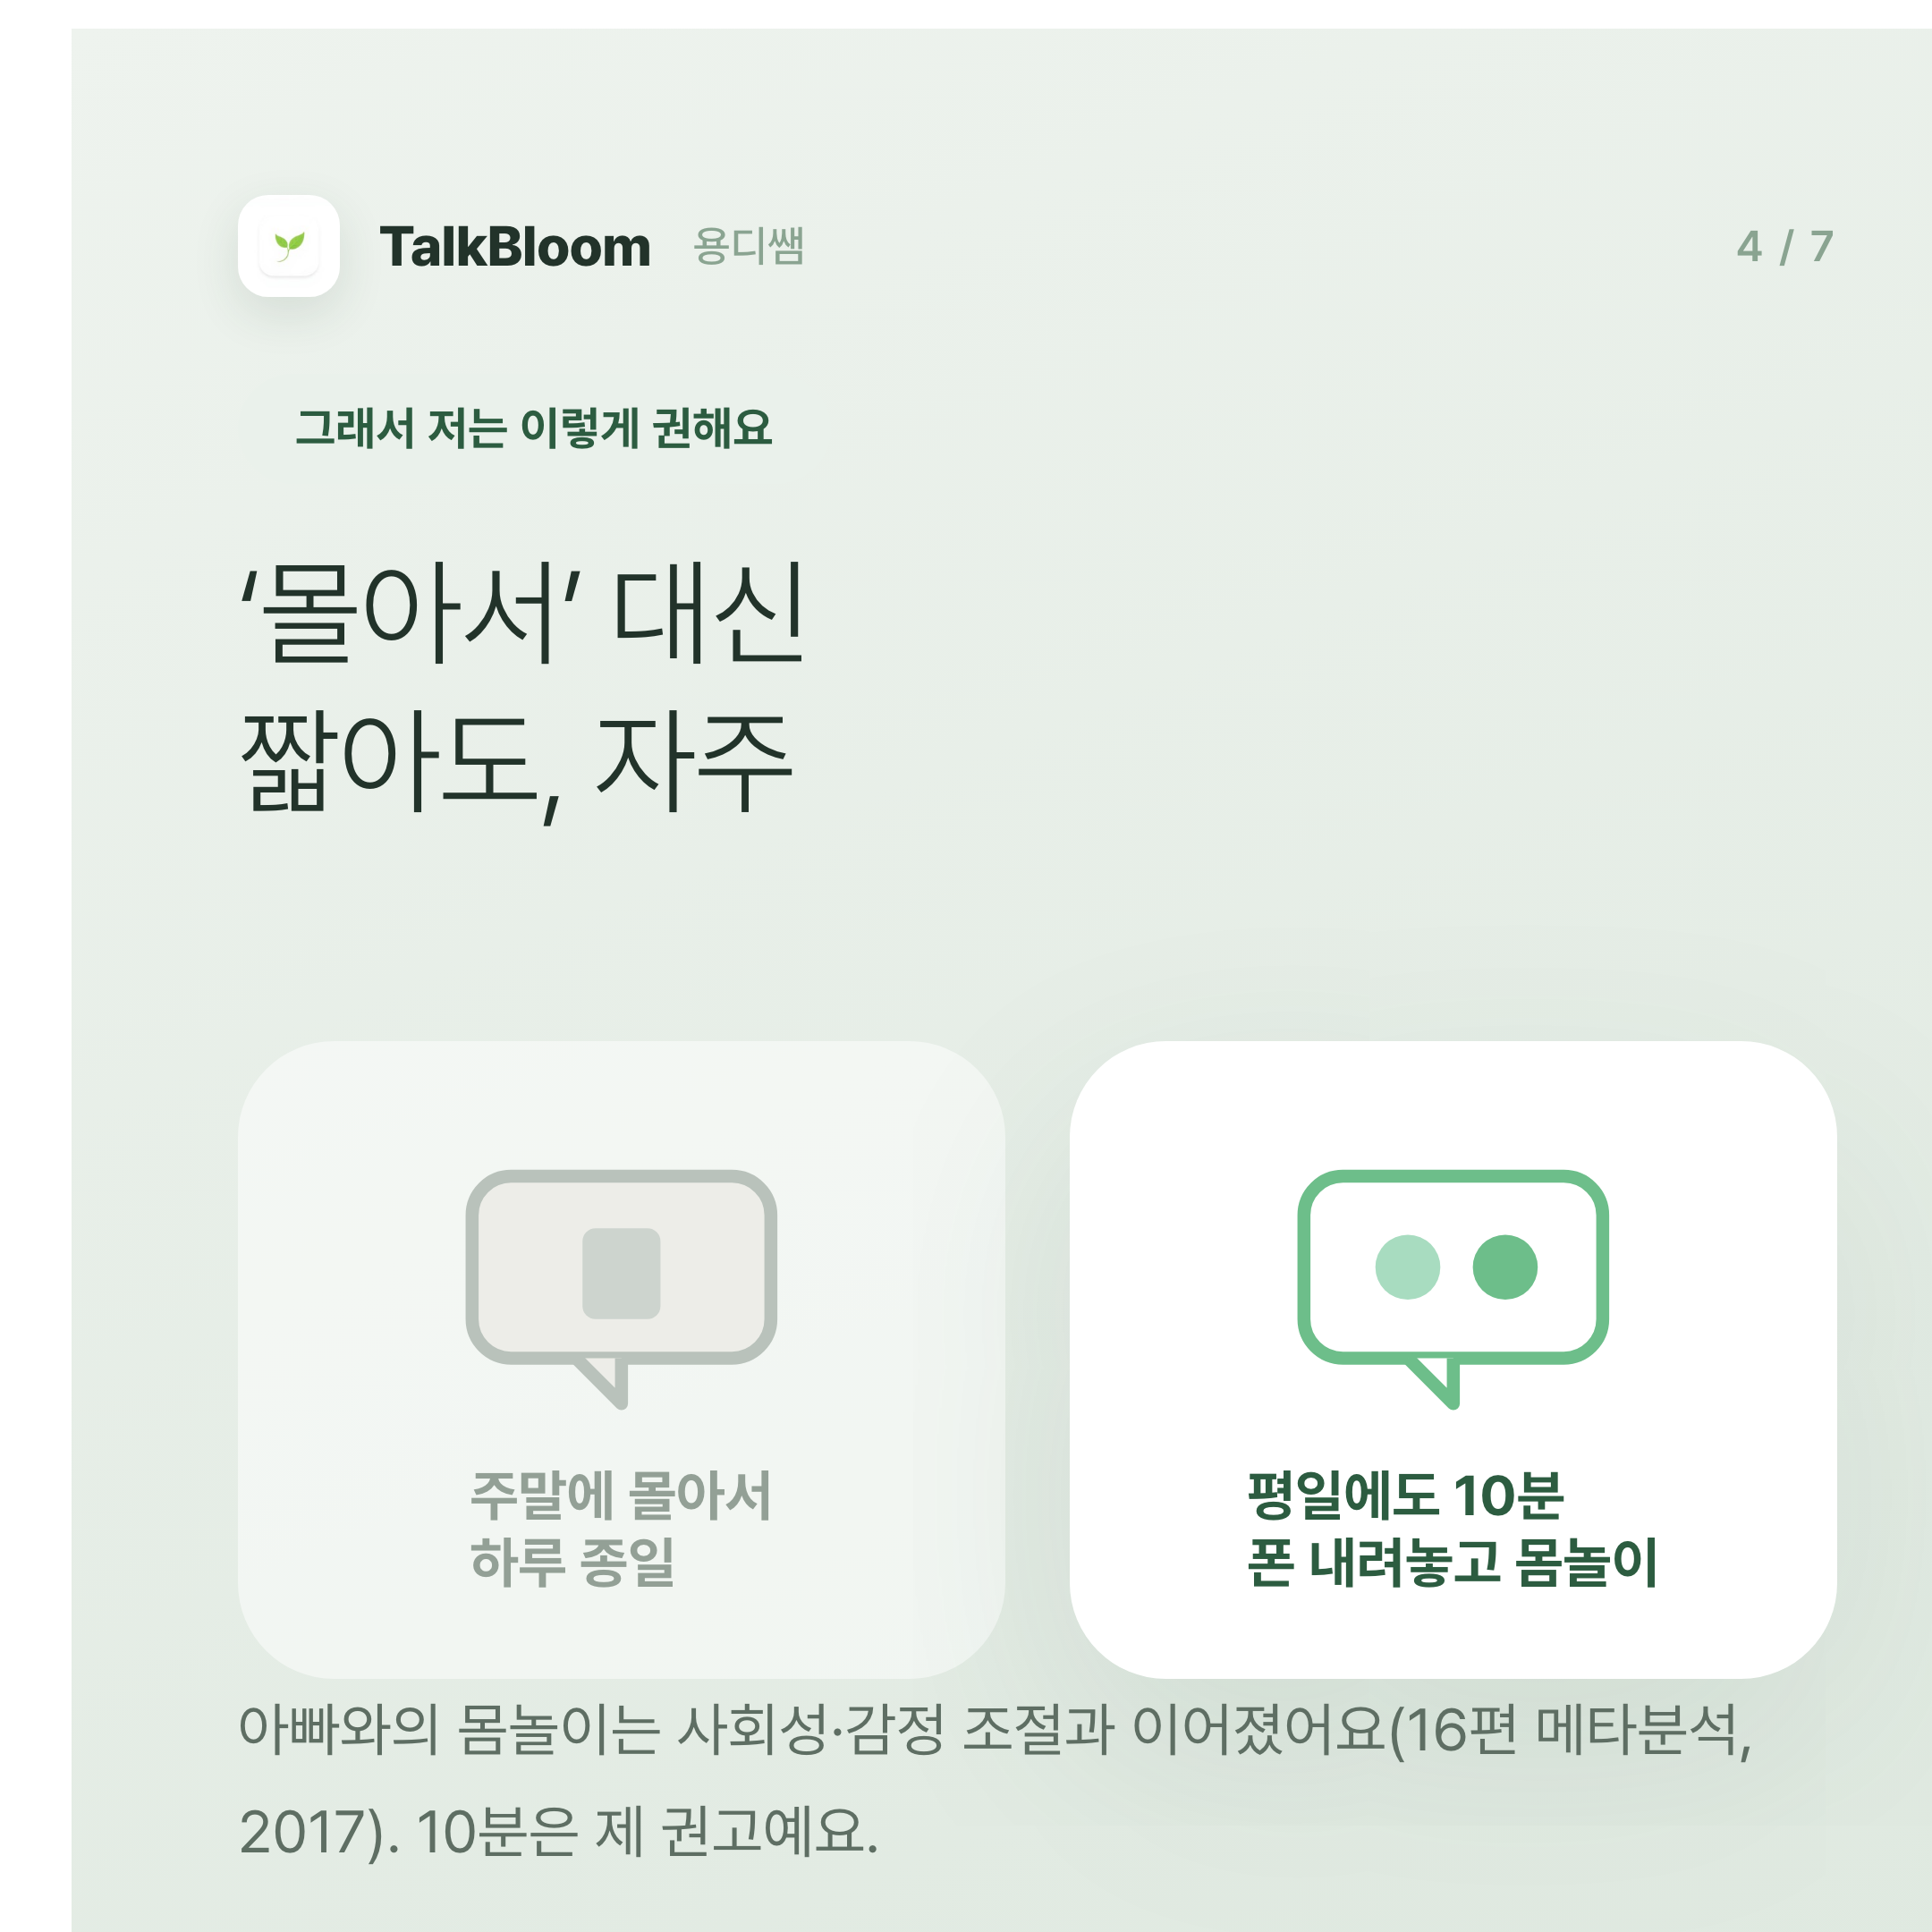 TalkBloom 용디쌤
4 / 7
그래서 저는 이렇게 권해요
‘몰아서’ 대신
짧아도, 자주
주말에 몰아서
하루 종일
평일에도 10분
폰 내려놓고 몸놀이
아빠와의 몸놀이는 사회성·감정 조절과 이어졌어요(16편 메타분석,
2017). 10분은 제 권고예요.